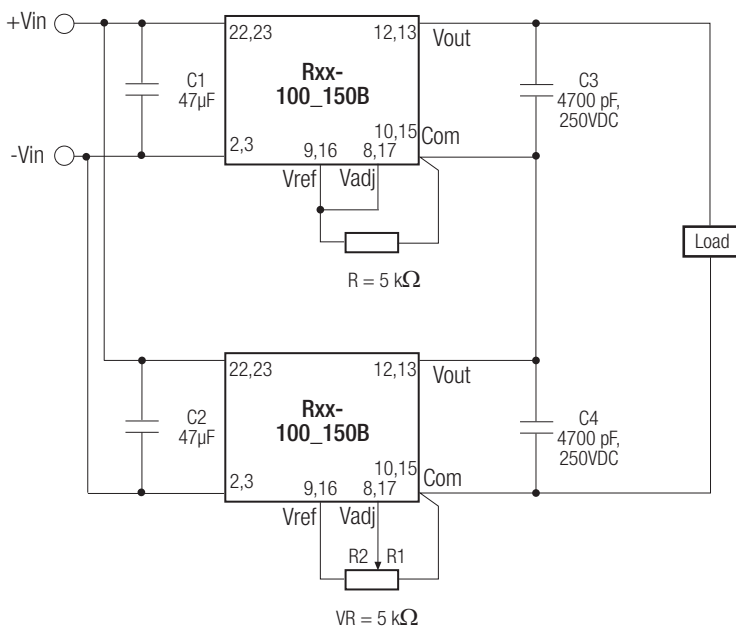 +Vin
22,23
12,13
Vout
C1
47µF
Rxx-
100_150B
C3
4700 pF,
250VDC
10,15
Com
-Vin
2,3
9,16
8,17
Vref
Vadj
Load
R = 5 kΩ
22,23
12,13
Vout
C2
47µF
Rxx-
100_150B
C4
4700 pF,
250VDC
10,15
Com
2,3
9,16
8,17
Vref
Vadj
R2
R1
VR = 5 kΩ